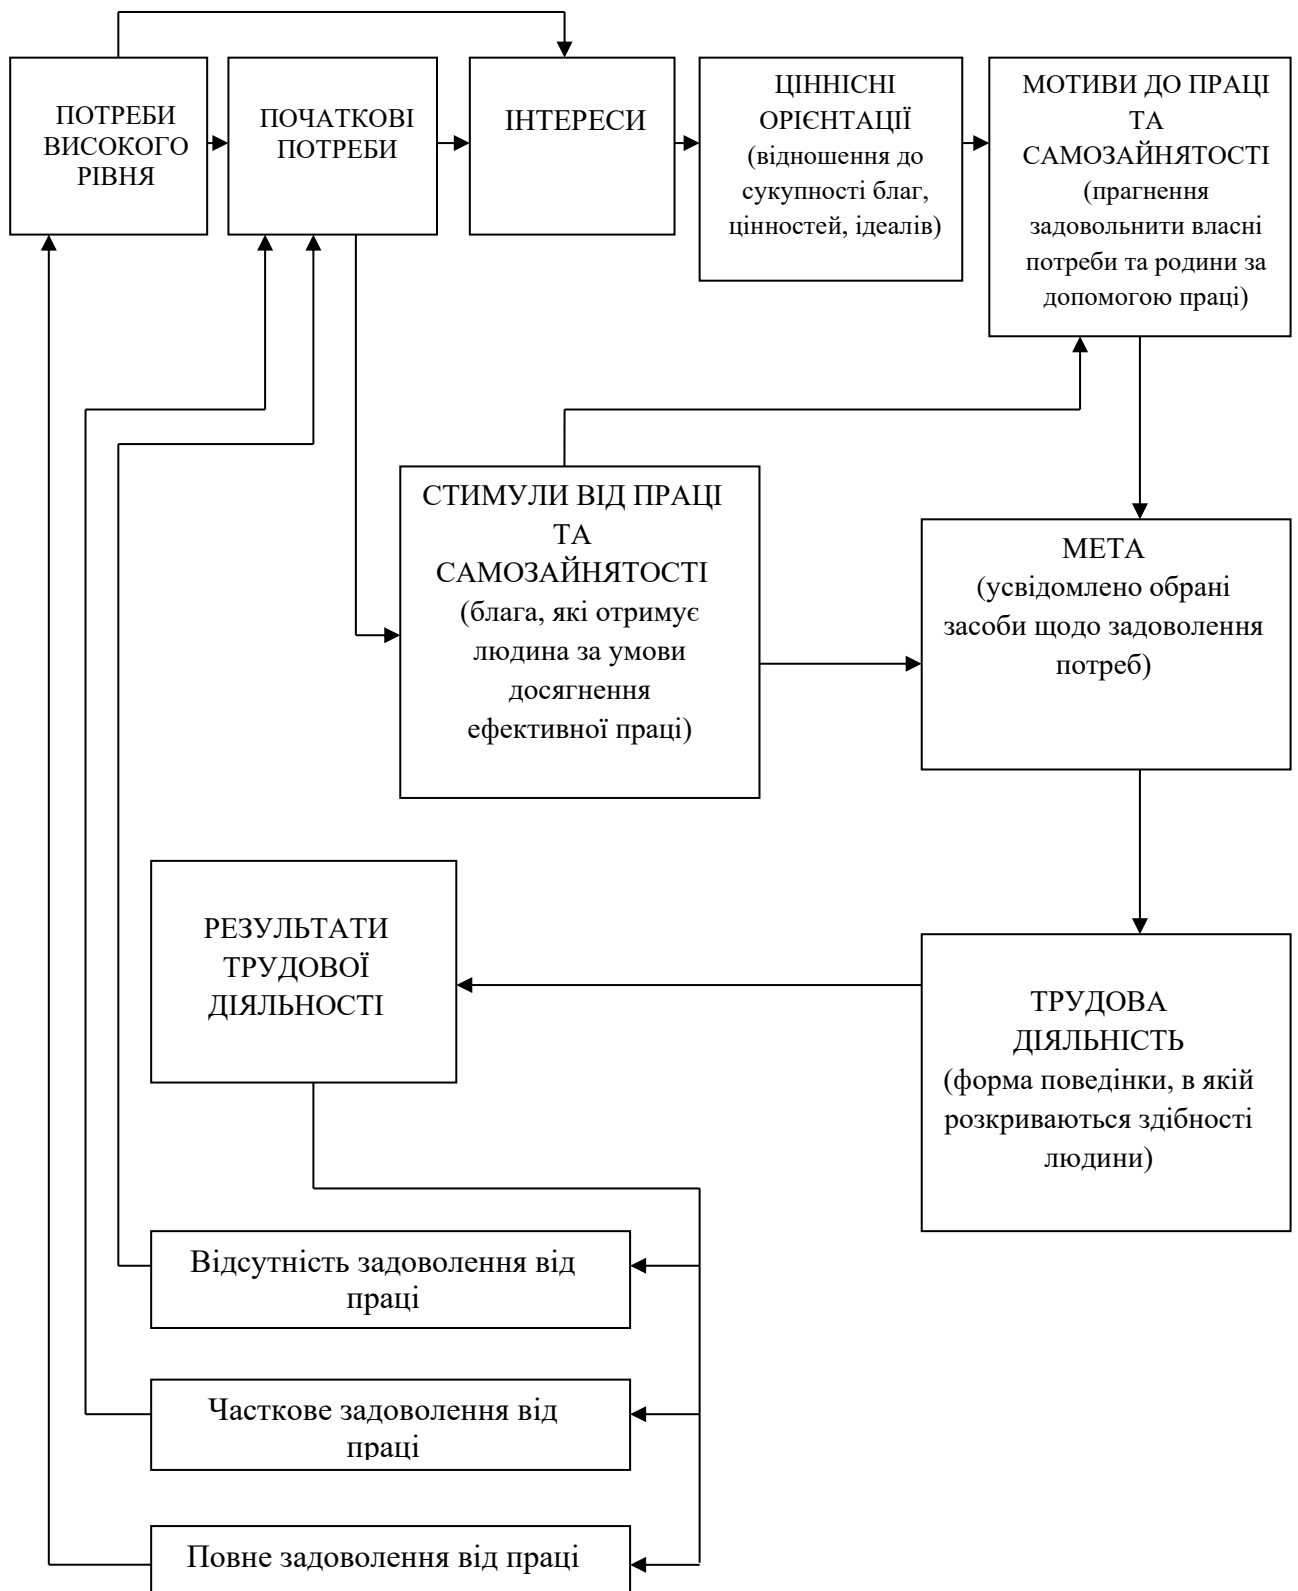 ПОТРЕБИ
ВИСОКОГО
РІВНЯ
ПОЧАТКОВІ
ПОТРЕБИ
ІНТЕРЕСИ
ЦІННІСНІ
ОРІЄНТАЦІЇ
(відношення до
сукупності благ,
цінностей, ідеалів)
МОТИВИ ДО ПРАЦІ
ТА
САМОЗАЙНЯТОСТІ
(прагнення
задовольнити власні
потреби та родини за
допомогою праці)
СТИМУЛИ ВІД ПРАЦІ
ТА
САМОЗАЙНЯТОСТІ
(блага, які отримує
людина за умови
досягнення
ефективної праці)
МЕТА
(усвідомлено обрані
засоби щодо задоволення
потреб)
РЕЗУЛЬТАТИ
ТРУДОВОЇ
ДІЯЛЬНОСТІ
ТРУДОВА
ДІЯЛЬНІСТЬ
(форма поведінки, в якій
розкриваються здібності
людини)
Відсутність задоволення від
праці
Часткове задоволення від
праці
Повне задоволення від праці